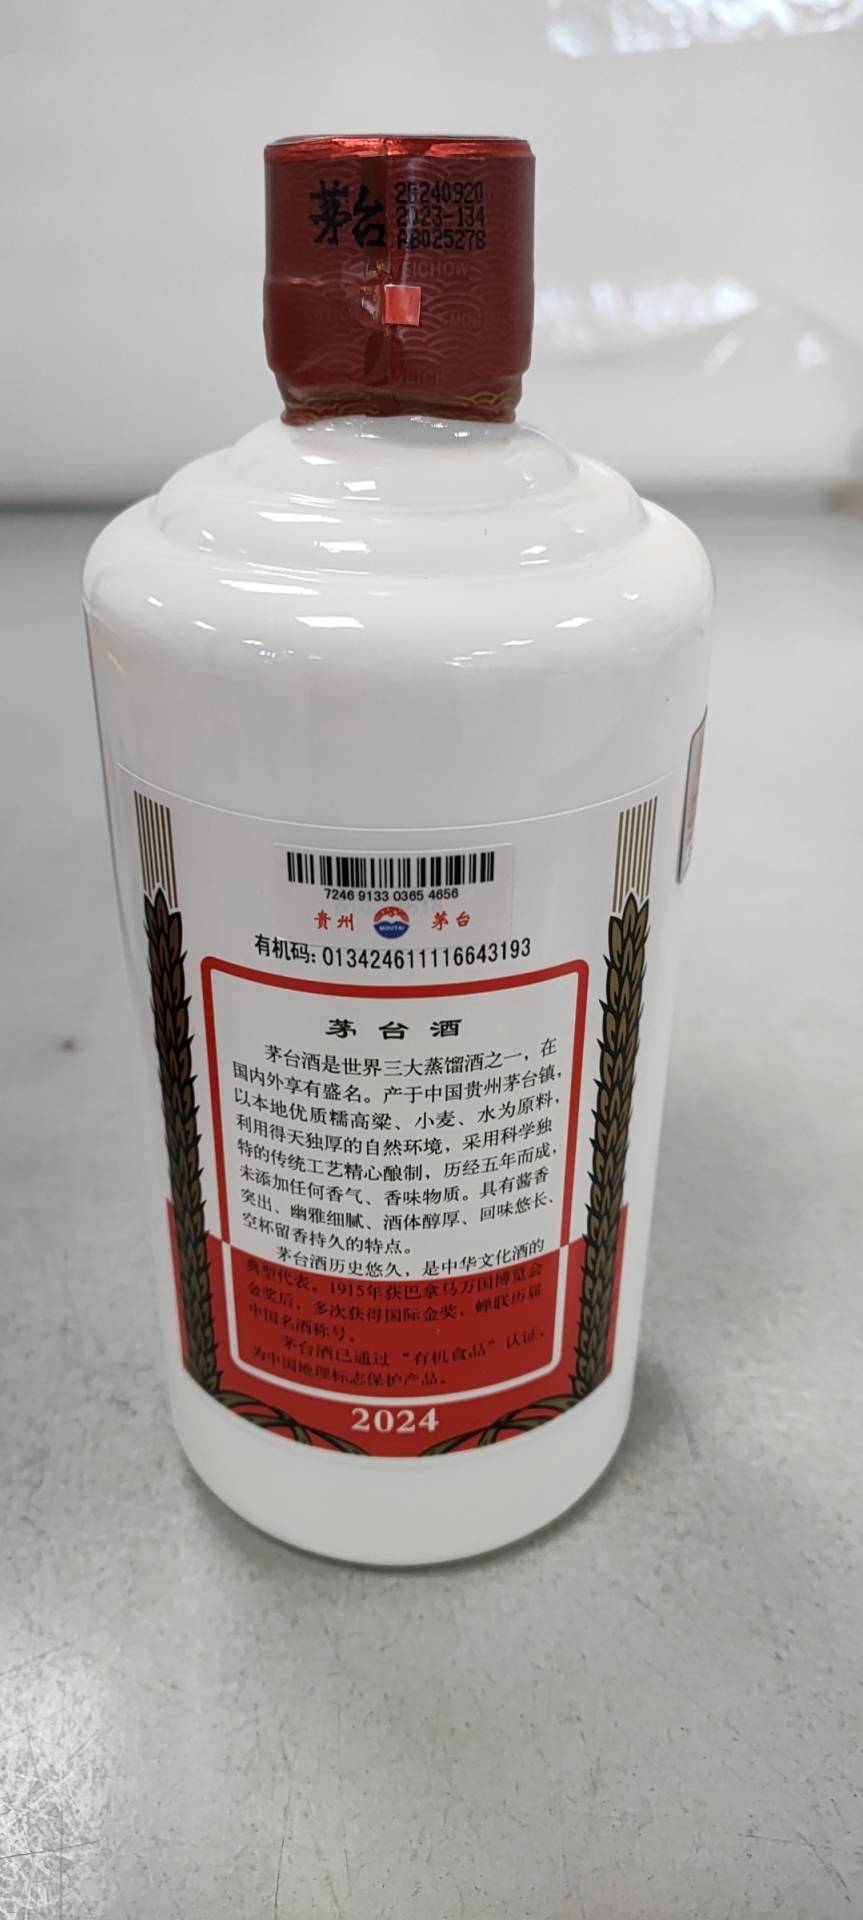 茅台
20240920
2023-134
AB025278
WEICHOW
MOUT
WEICH
7246 9133 0365 4656
贵州 MOUTAI 茅台
有机码: 013424611116643193
茅台酒
茅台酒是世界三大蒸馏酒之一，在
国内外享有盛名。产于中国贵州茅台镇，
以本地优质糯高粱、小麦、水为原料，
利用得天独厚的自然环境，采用科学独
特的传统工艺精心酿制，历经五年而成，
未添加任何香气、香味物质。具有酱香
突出、幽雅细腻、酒体醇厚、回味悠长、
空杯留香持久的特点。
茅台酒历史悠久，是中华文化酒的
典型代表。1915年获巴拿马万国博览会
金奖后，多次获得国际金奖，蝉联历届
中国名酒称号。
茅台酒已通过“有机食品”认证，
为中国地理标志保护产品。
2024